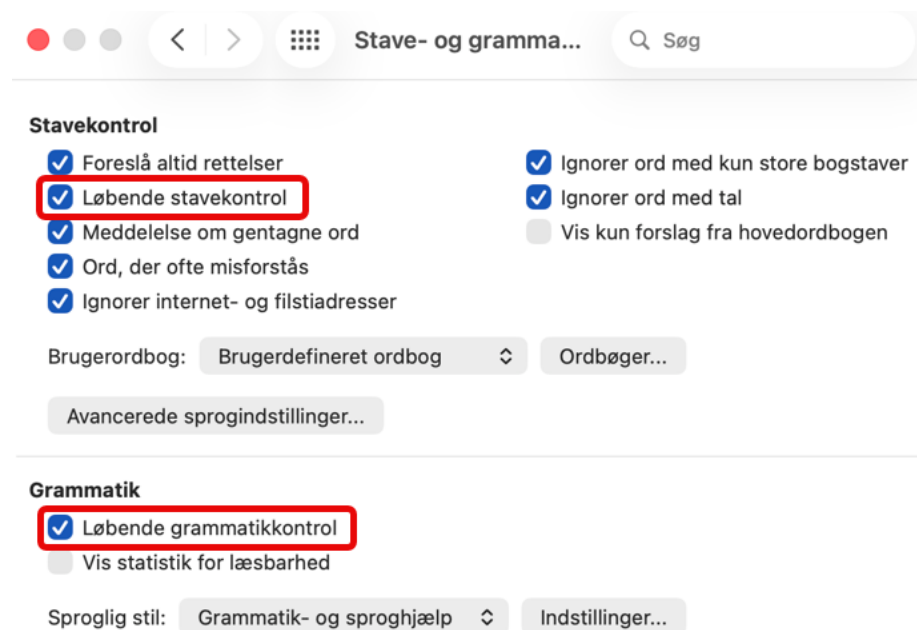 Stave- og gramma...
Søg
Stavekontrol
Foreslå altid rettelser
Løbende stavekontrol
Meddelelse om gentagne ord
Ord, der ofte misforstås
Ignorer internet- og filstiadresser
Ignorer ord med kun store bogstaver
Ignorer ord med tal
Vis kun forslag fra hovedordbogen
Brugerordbog: Brugerdefineret ordbog Ordbøger...
Avancerede sprogindstillinger...
Grammatik
Løbende grammatikkontrol
Vis statistik for læsbarhed
Sproglig stil: Grammatik- og sproghjælp Indstillinger...